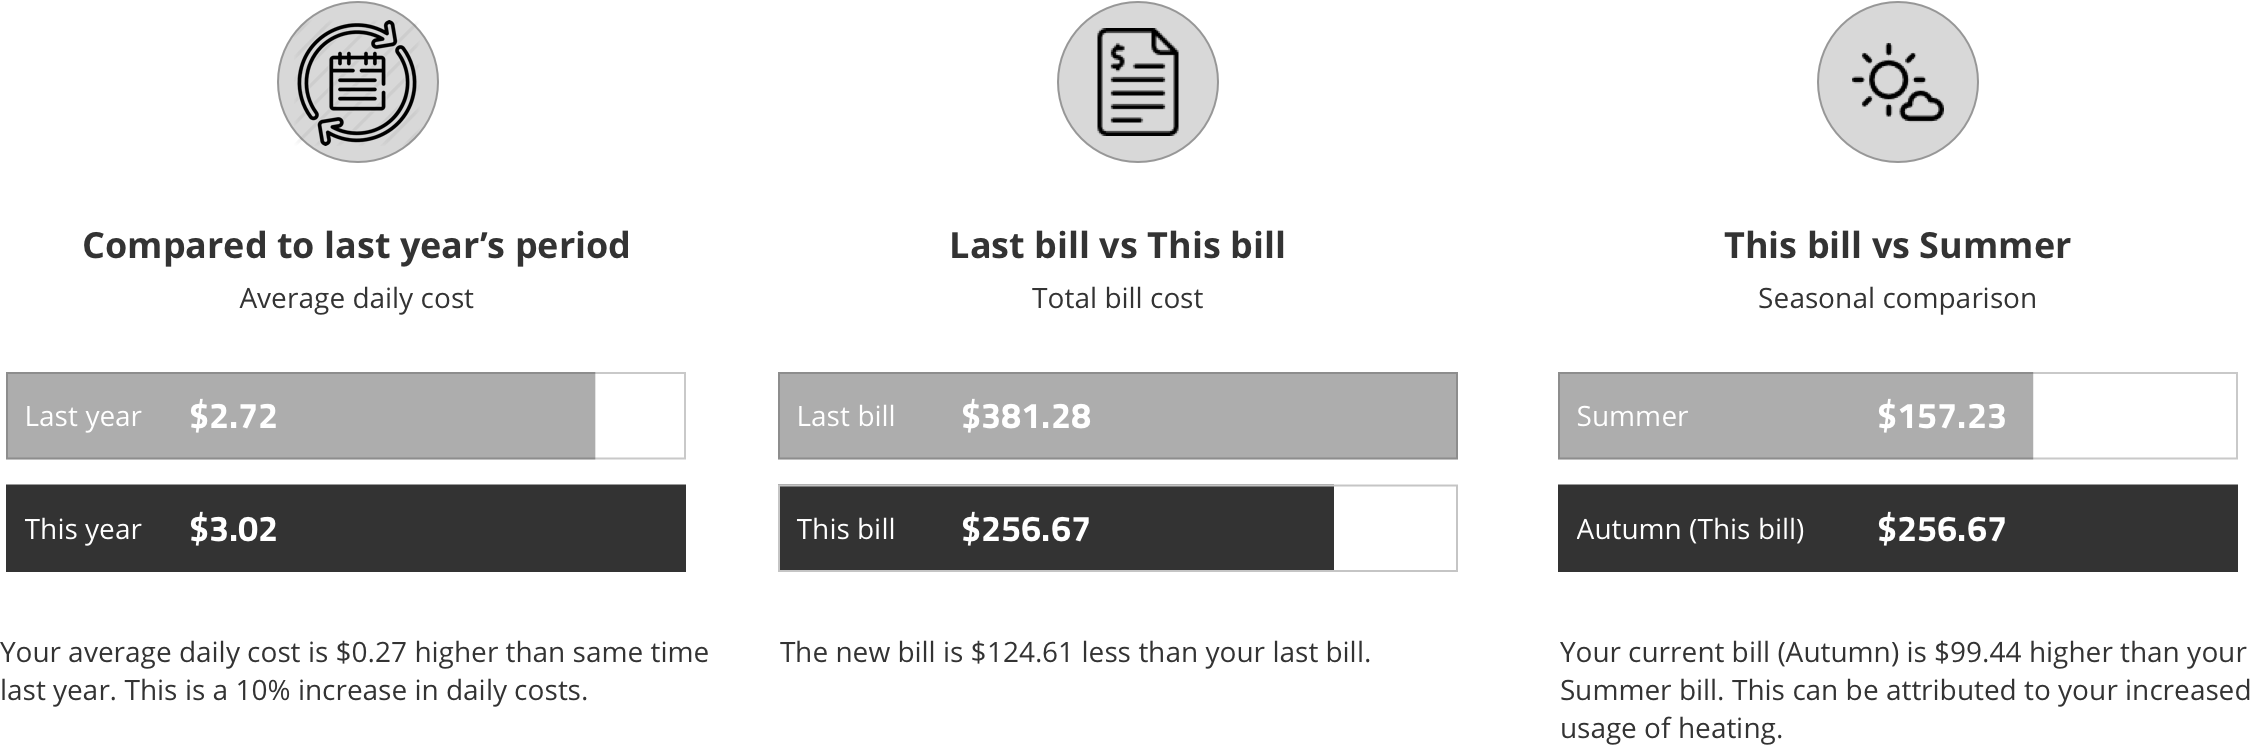 $
Compared to last year’s period
Average daily cost
Last year $2.72
This year $3.02
Your average daily cost is $0.27 higher than same time
last year. This is a 10% increase in daily costs.
Last bill vs This bill
Total bill cost
Last bill $381.28
This bill $256.67
The new bill is $124.61 less than your last bill.
This bill vs Summer
Seasonal comparison
Summer $157.23
Autumn (This bill) $256.67
Your current bill (Autumn) is $99.44 higher than your
Summer bill. This can be attributed to your increased
usage of heating.